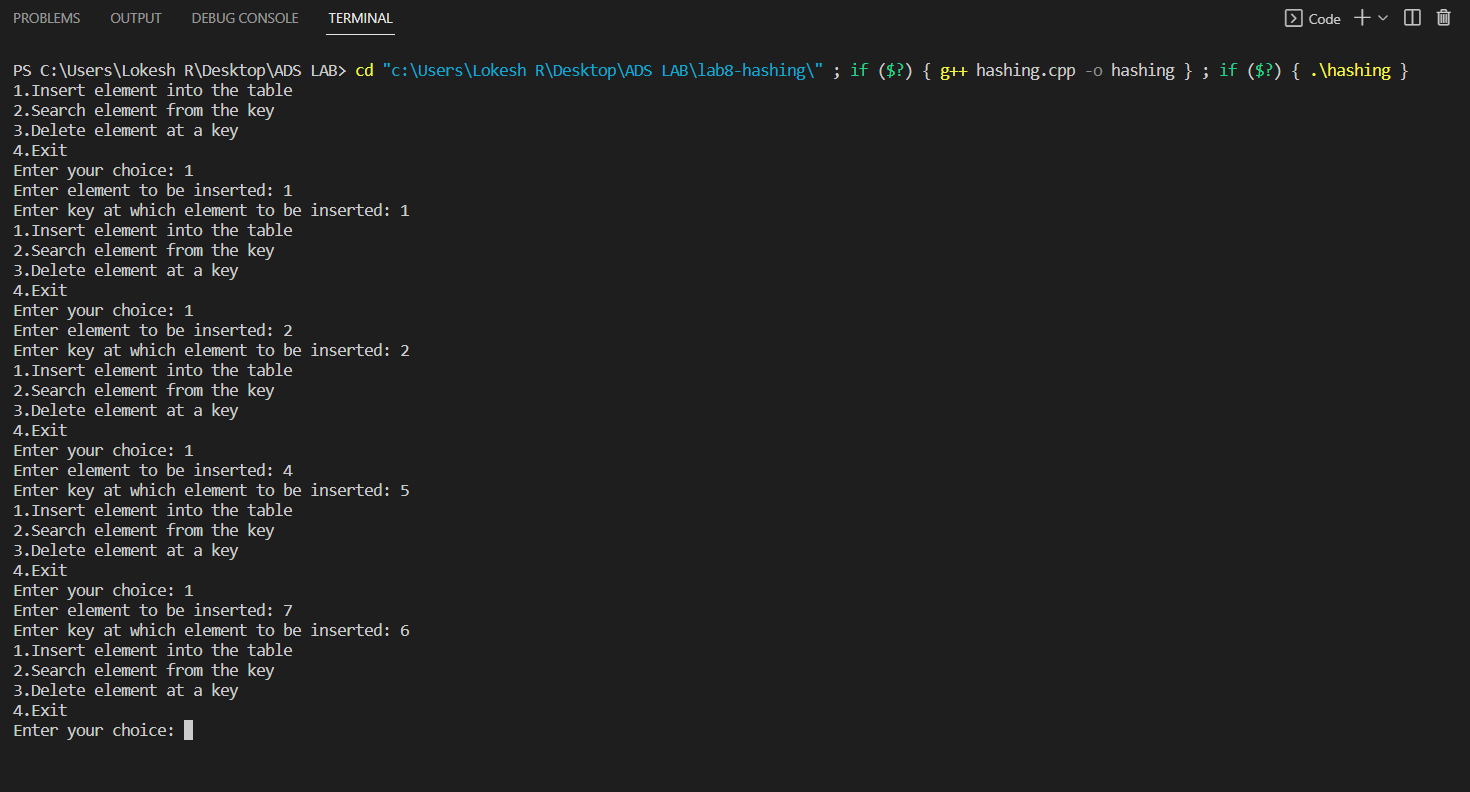 PROBLEMS OUTPUT DEBUG CONSOLE TERMINAL Code
PS C:\Users\Lokesh R\Desktop\ADS LAB> cd "c:\Users\Lokesh R\Desktop\ADS LAB\lab8-hashing\" ; if ($?) { g++ hashing.cpp -o hashing } ; if ($?) { .\hashing }
1.Insert element into the table
2.Search element from the key
3.Delete element at a key
4.Exit
Enter your choice: 1
Enter element to be inserted: 1
Enter key at which element to be inserted: 1
1.Insert element into the table
2.Search element from the key
3.Delete element at a key
4.Exit
Enter your choice: 1
Enter element to be inserted: 2
Enter key at which element to be inserted: 2
1.Insert element into the table
2.Search element from the key
3.Delete element at a key
4.Exit
Enter your choice: 1
Enter element to be inserted: 4
Enter key at which element to be inserted: 5
1.Insert element into the table
2.Search element from the key
3.Delete element at a key
4.Exit
Enter your choice: 1
Enter element to be inserted: 7
Enter key at which element to be inserted: 6
1.Insert element into the table
2.Search element from the key
3.Delete element at a key
4.Exit
Enter your choice: